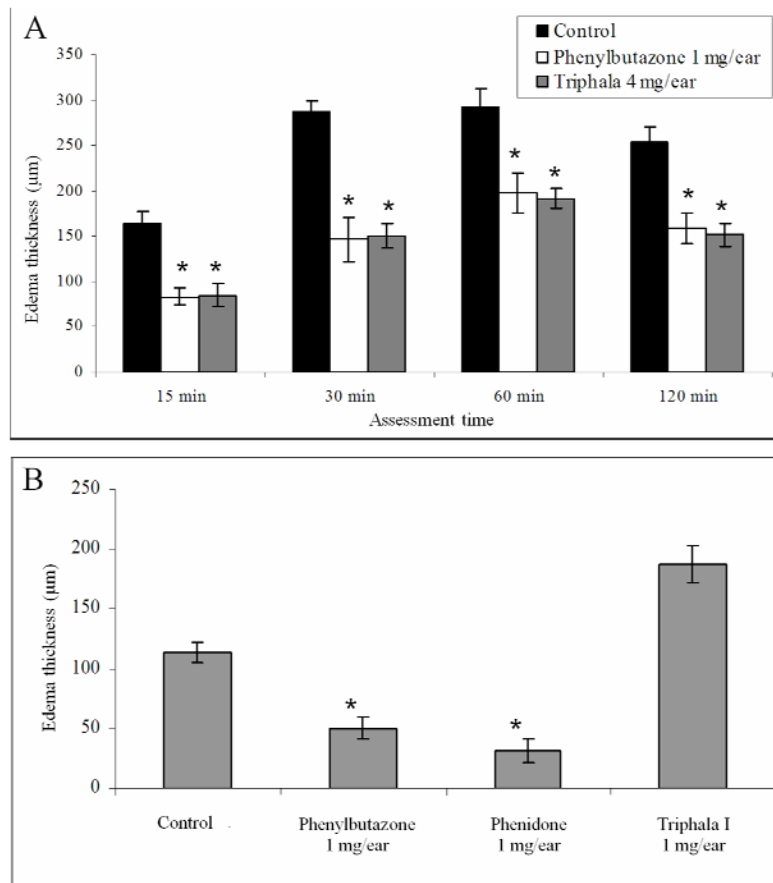 A
Control
Phenylbutazone 1 mg/ear
Triphala 4 mg/ear
Edema thickness (µm)
350
300
250
200
150
100
50
0
* *
* *
* *
* *
15 min 30 min 60 min 120 min
Assessment time
B
Edema thickness (µm)
250
200
150
100
50
0
* *
Control Phenylbutazone Phenidone Triphala I
1 mg/ear 1 mg/ear 1 mg/ear